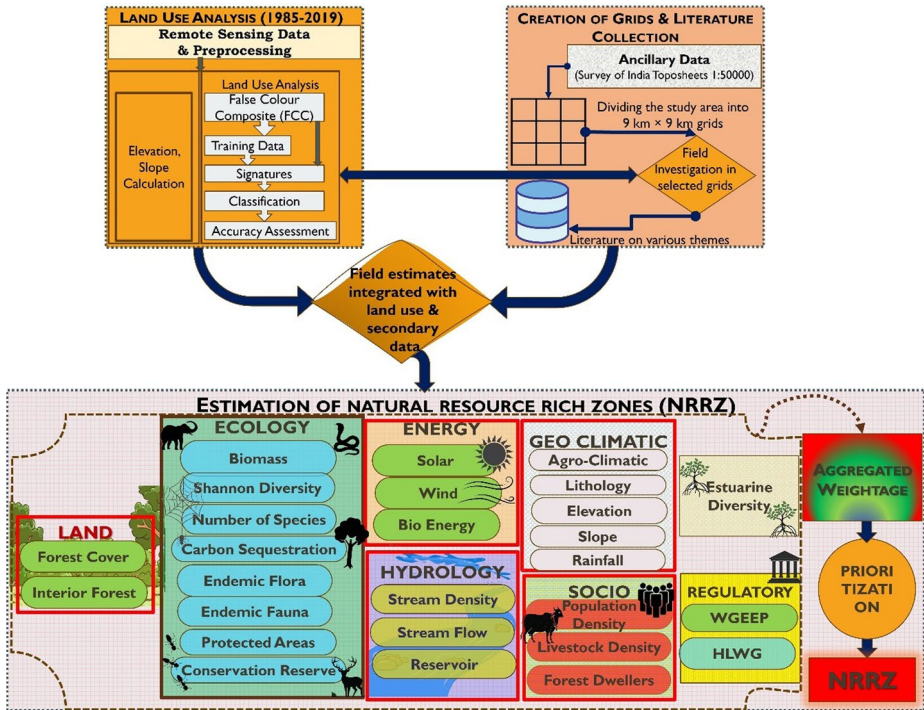 LAND USE ANALYSIS (1985-2019)
Remote Sensing Data
& Preprocessing
Land Use Analysis
False Colour
Composite (FCC)
Training Data
Signatures
Classification
Accuracy Assessment
Elevation,
Slope
Calculation
CREATION OF GRIDS & LITERATURE
COLLECTION
Ancillary Data
(Survey of India Toposheets 1:50000)
Dividing the study area into
9 km × 9 km grids
Field
Investigation in
selected grids
Literature on various themes
Field estimates
integrated with
land use &
secondary
data
ESTIMATION OF NATURAL RESOURCE RICH ZONES (NRRZ)
LAND
Forest Cover
Interior Forest
ECOLOGY
Biomass
Shannon Diversity
Number of Species
Carbon Sequestration
Endemic Flora
Endemic Fauna
Protected Areas
Conservation Reserve
ENERGY
Solar
Wind
Bio Energy
HYDROLOGY
Stream Density
Stream Flow
Reservoir
GEO CLIMATIC
Agro-Climatic
Lithology
Elevation
Slope
Rainfall
SOCIO
Population
Density
Livestock Density
Forest Dwellers
Estuarine
Diversity
REGULATORY
WGEEP
HLWG
AGGREGATED
WEIGHTAGE
PRIORI
TIZATI
ON
NRRZ